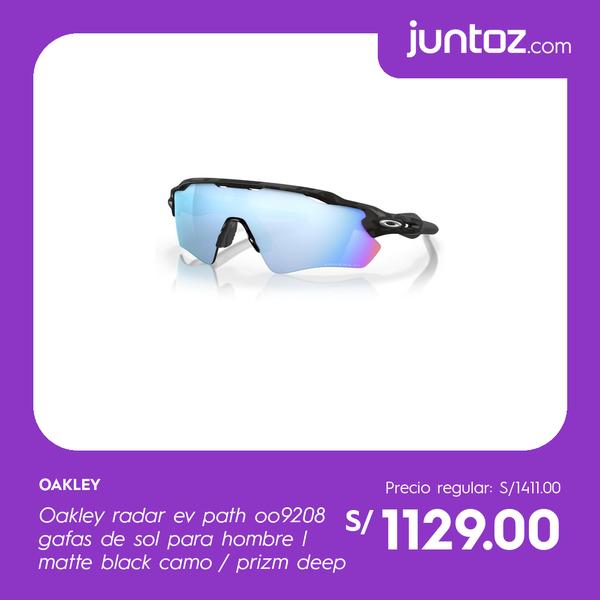 juntoz.com
OAKLEY
Oakley radar ev path oo9208
gafas de sol para hombre |
matte black camo / prizm deep
Precio regular: S/1411.00
S/ 1129.00